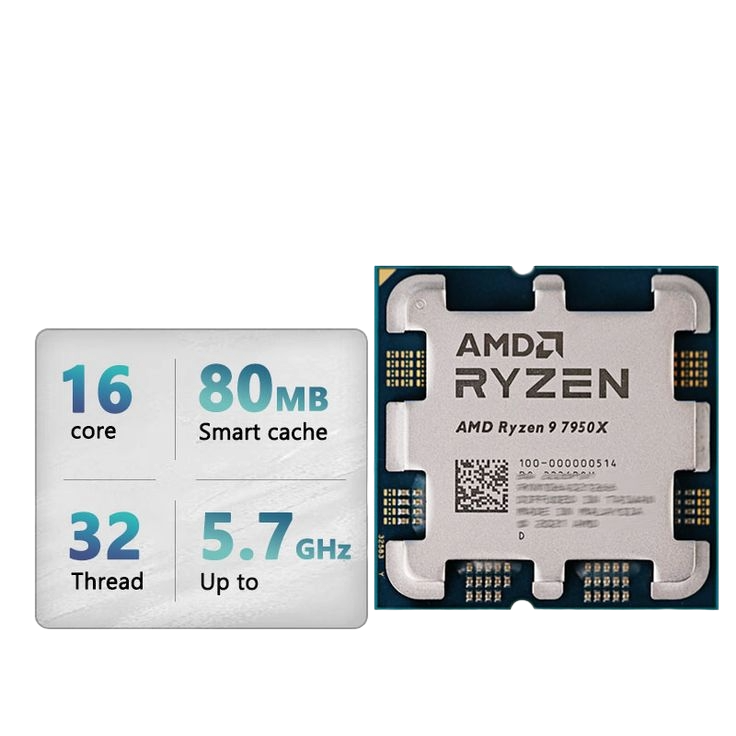 16
core
80MB
Smart cache
32
Thread
5.7GHz
Up to
AMD
RYZEN
AMD Ryzen 9 7950X
100-000000514
D